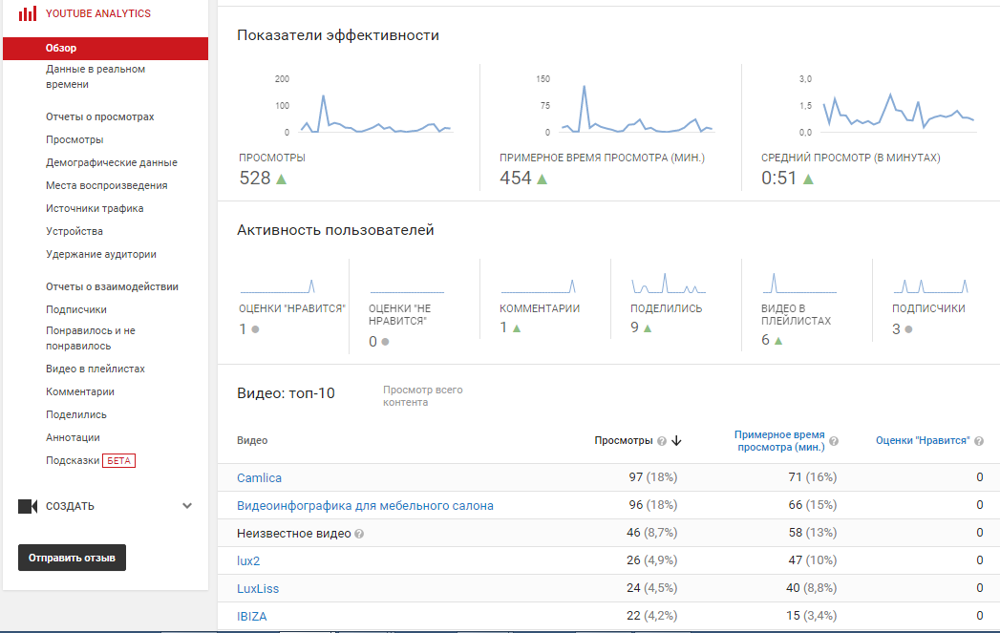 YOUTUBE ANALYTICS
Обзор
Данные в реальном
времени
Отчеты о просмотрах
Просмотры
Демографические данные
Места воспроизведения
Источники трафика
Устройства
Удержание аудитории
Отчеты о взаимодействии
Подписчики
Понравилось и не
понравилось
Видео в плейлистах
Комментарии
Поделились
Аннотации
Подсказки БЕТА
СОЗДАТЬ
Отправить отзыв
Показатели эффективности
200
100
0
ПРОСМОТРЫ
528
150
75
0
ПРИМЕРНОЕ ВРЕМЯ ПРОСМОТРА (МИН.)
454
3,0
1,5
0,0
СРЕДНИЙ ПРОСМОТР (В МИНУТАХ)
0:51
Активность пользователей
ОЦЕНКИ "НРАВИТСЯ"
1
ОЦЕНКИ "НЕ
НРАВИТСЯ"
0
КОММЕНТАРИИ
1
ПОДЕЛИЛИСЬ
9
ВИДЕО В
ПЛЕЙЛИСТАХ
6
ПОДПИСЧИКИ
3
Видео: топ-10
Просмотр всего
контента
Видео Просмотры ? Примерное время
просмотра (мин.) ? Оценки "Нравится" ?
Camlica 97 (18%) 71 (16%) 0
Видеоинфографика для мебельного салона 96 (18%) 66 (15%) 0
Неизвестное видео ? 46 (8,7%) 58 (13%) 0
lux2 26 (4,9%) 47 (10%) 0
LuxLiss 24 (4,5%) 40 (8,8%) 0
IBIZA 22 (4,2%) 15 (3,4%) 0